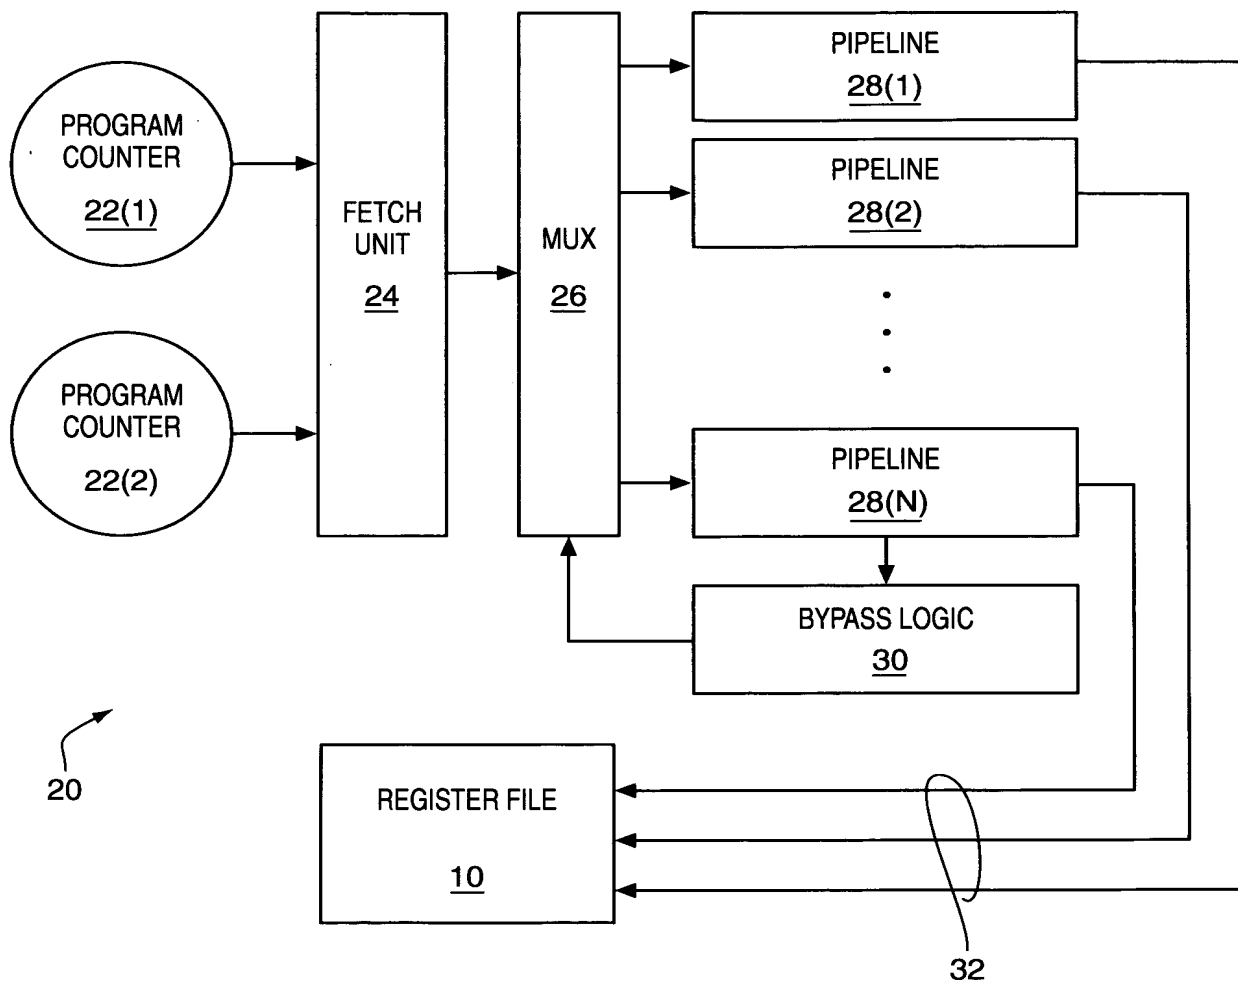 PROGRAM
COUNTER
22(1)
PROGRAM
COUNTER
22(2)
FETCH
UNIT
24
MUX
26
PIPELINE
28(1)
PIPELINE
28(2)
PIPELINE
28(N)
BYPASS LOGIC
30
REGISTER FILE
10
20
32